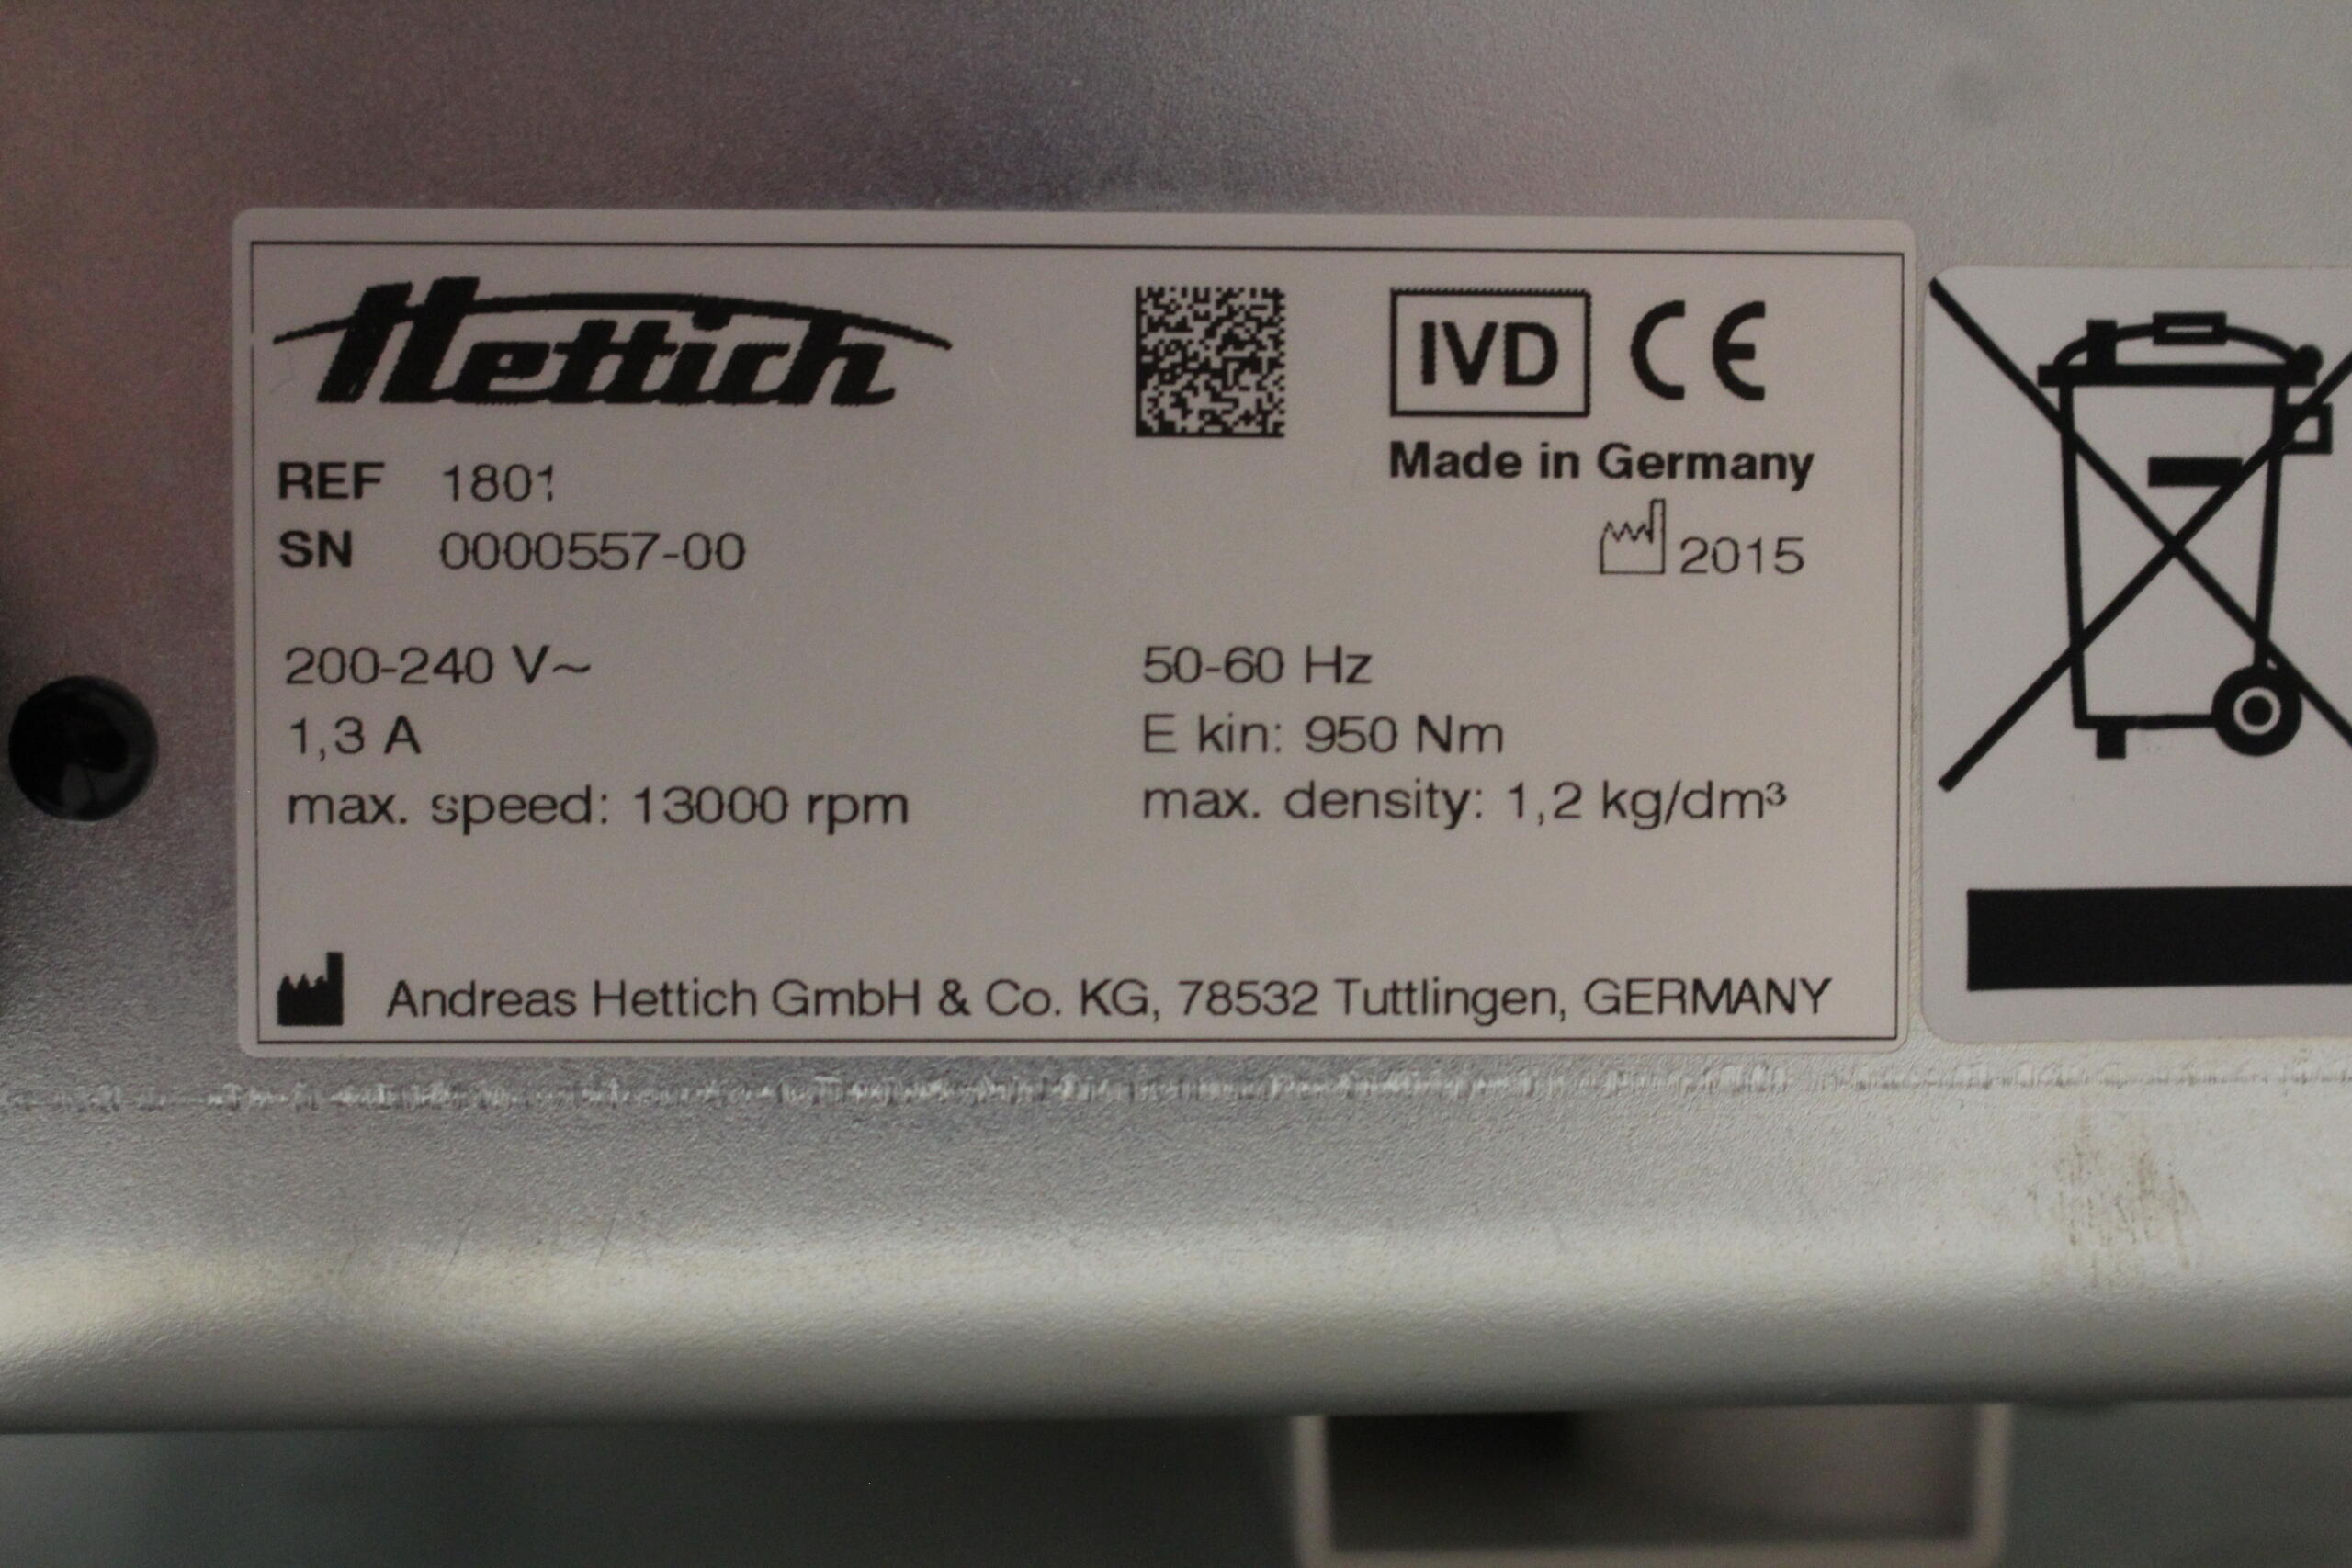 Hettich
IVD CE
REF 1801
Made in Germany
SN 0000557-00
2015
200-240 V~
50-60 Hz
1,3 A
E kin: 950 Nm
max. speed: 13000 rpm
max. density: 1,2 kg/dm³
Andreas Hettich GmbH & Co. KG, 78532 Tuttlingen, GERMANY